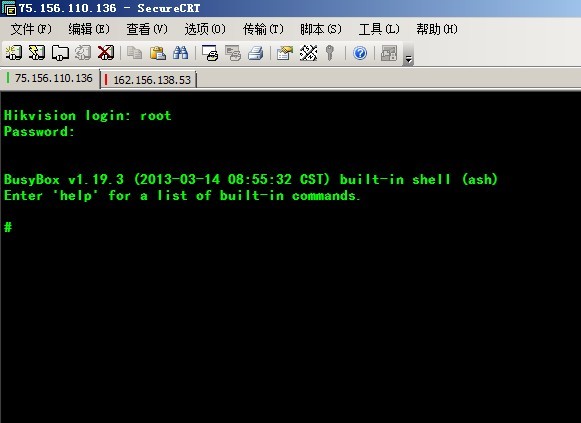 75.156.110.136 - SecureCRT
文件(F) 编辑(E) 查看(V) 选项(O) 传输(T) 脚本(S) 工具(L) 帮助(H)
75.156.110.136 162.156.138.53
Hikvision login: root
Password:
BusyBox v1.19.3 (2013-03-14 08:55:32 CST) built-in shell (ash)
Enter 'help' for a list of built-in commands.
#